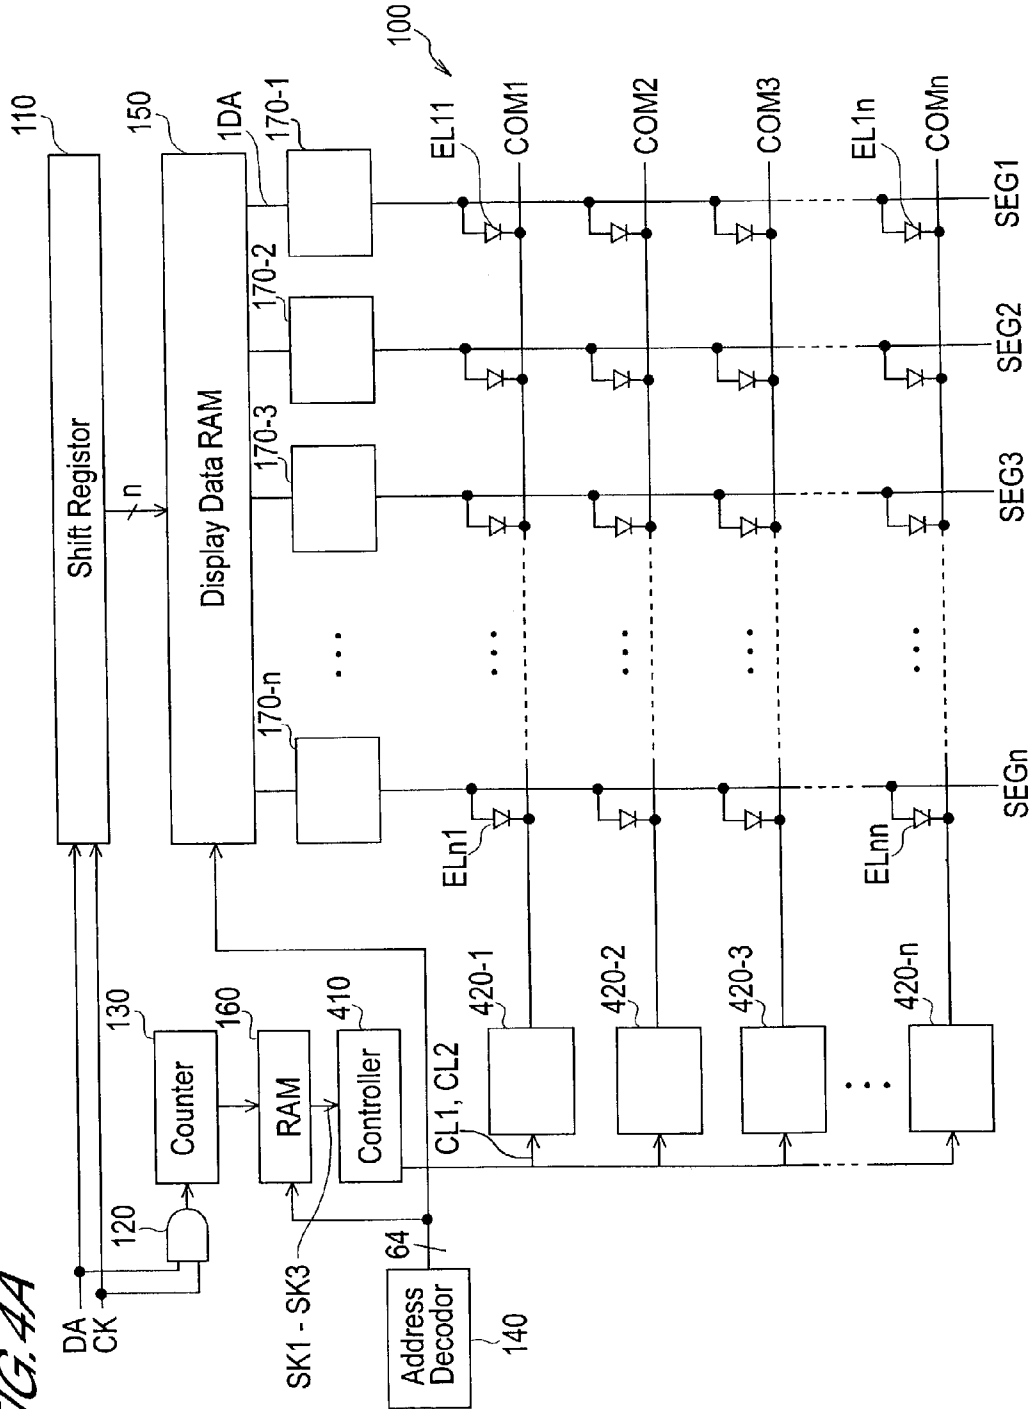 FIG. 4A
DA
CK
120
130
Counter
160
RAM
410
Controller
SK1 - SK3
64
Address
Decodor
140
110
Shift Registor
n
150
Display Data RAM
1DA
170-1
170-2
170-3
170-n
100
EL11
COM1
COM2
COM3
EL1n
COMn
ELn1
ELnn
SEG1
SEG2
SEG3
SEGn
CL1, CL2
420-1
420-2
420-3
420-n